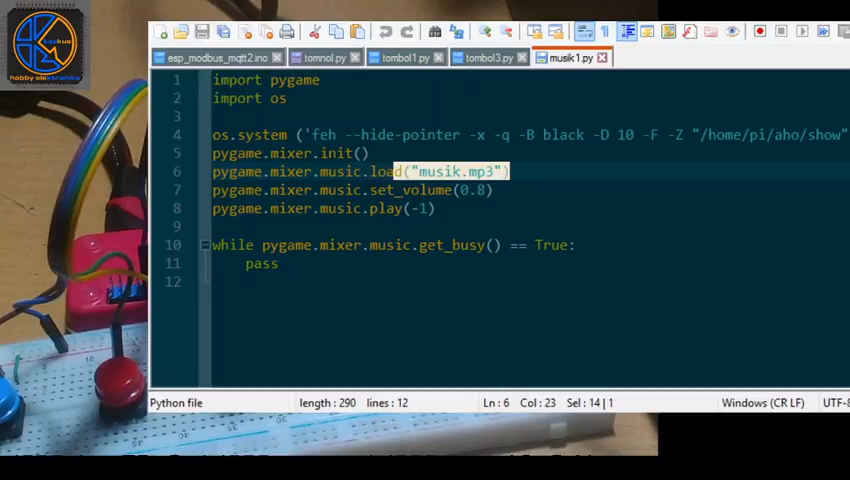 keukus
hobby elektronika
esp_modbus_mqtt2.ino
tomnol.py
tombol1.py
tombol3.py
musik1.py
1 import pygame
2 import os
3
4 os.system ('feh --hide-pointer -x -q -B black -D 10 -F -Z "/home/pi/aho/show"
5 pygame.mixer.init()
6 pygame.mixer.music.load("musik.mp3")
7 pygame.mixer.music.set_volume(0.8)
8 pygame.mixer.music.play(-1)
9
10 while pygame.mixer.music.get_busy() == True:
11 pass
12
Python file length : 290 lines : 12 Ln : 6 Col : 23 Sel : 14 | 1 Windows (CR LF) UTF-8